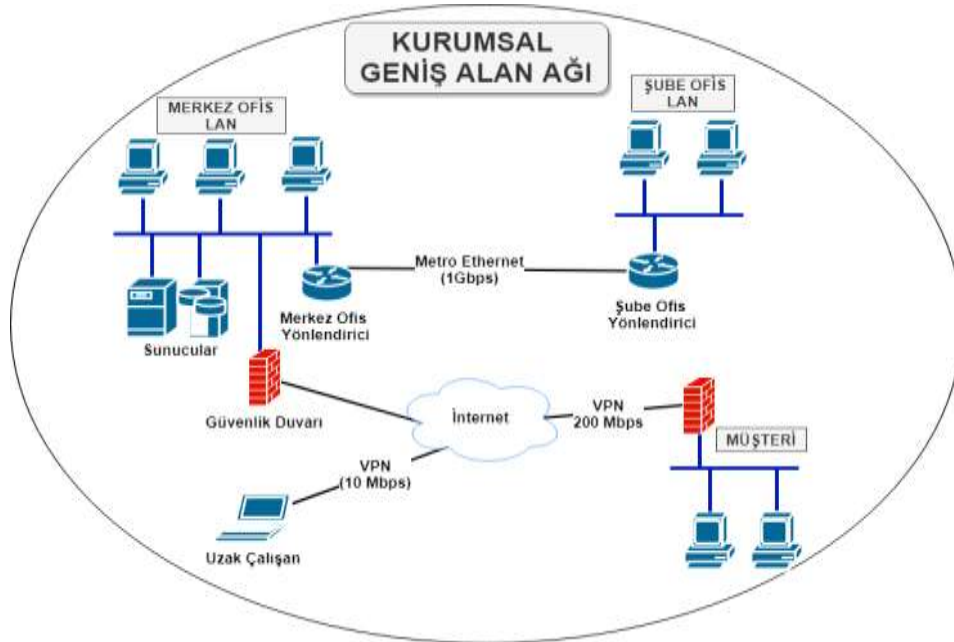 KURUMSAL
GENİŞ ALAN AĞI
MERKEZ OFİS
LAN
ŞUBE OFİS
LAN
Metro Ethernet
(1Gbps)
Merkez Ofis
Yönlendirici
Şube Ofis
Yönlendirici
Sunucular
Güvenlik Duvarı
İnternet
VPN
200 Mbps
MÜŞTERİ
VPN
(10 Mbps)
Uzak Çalışan